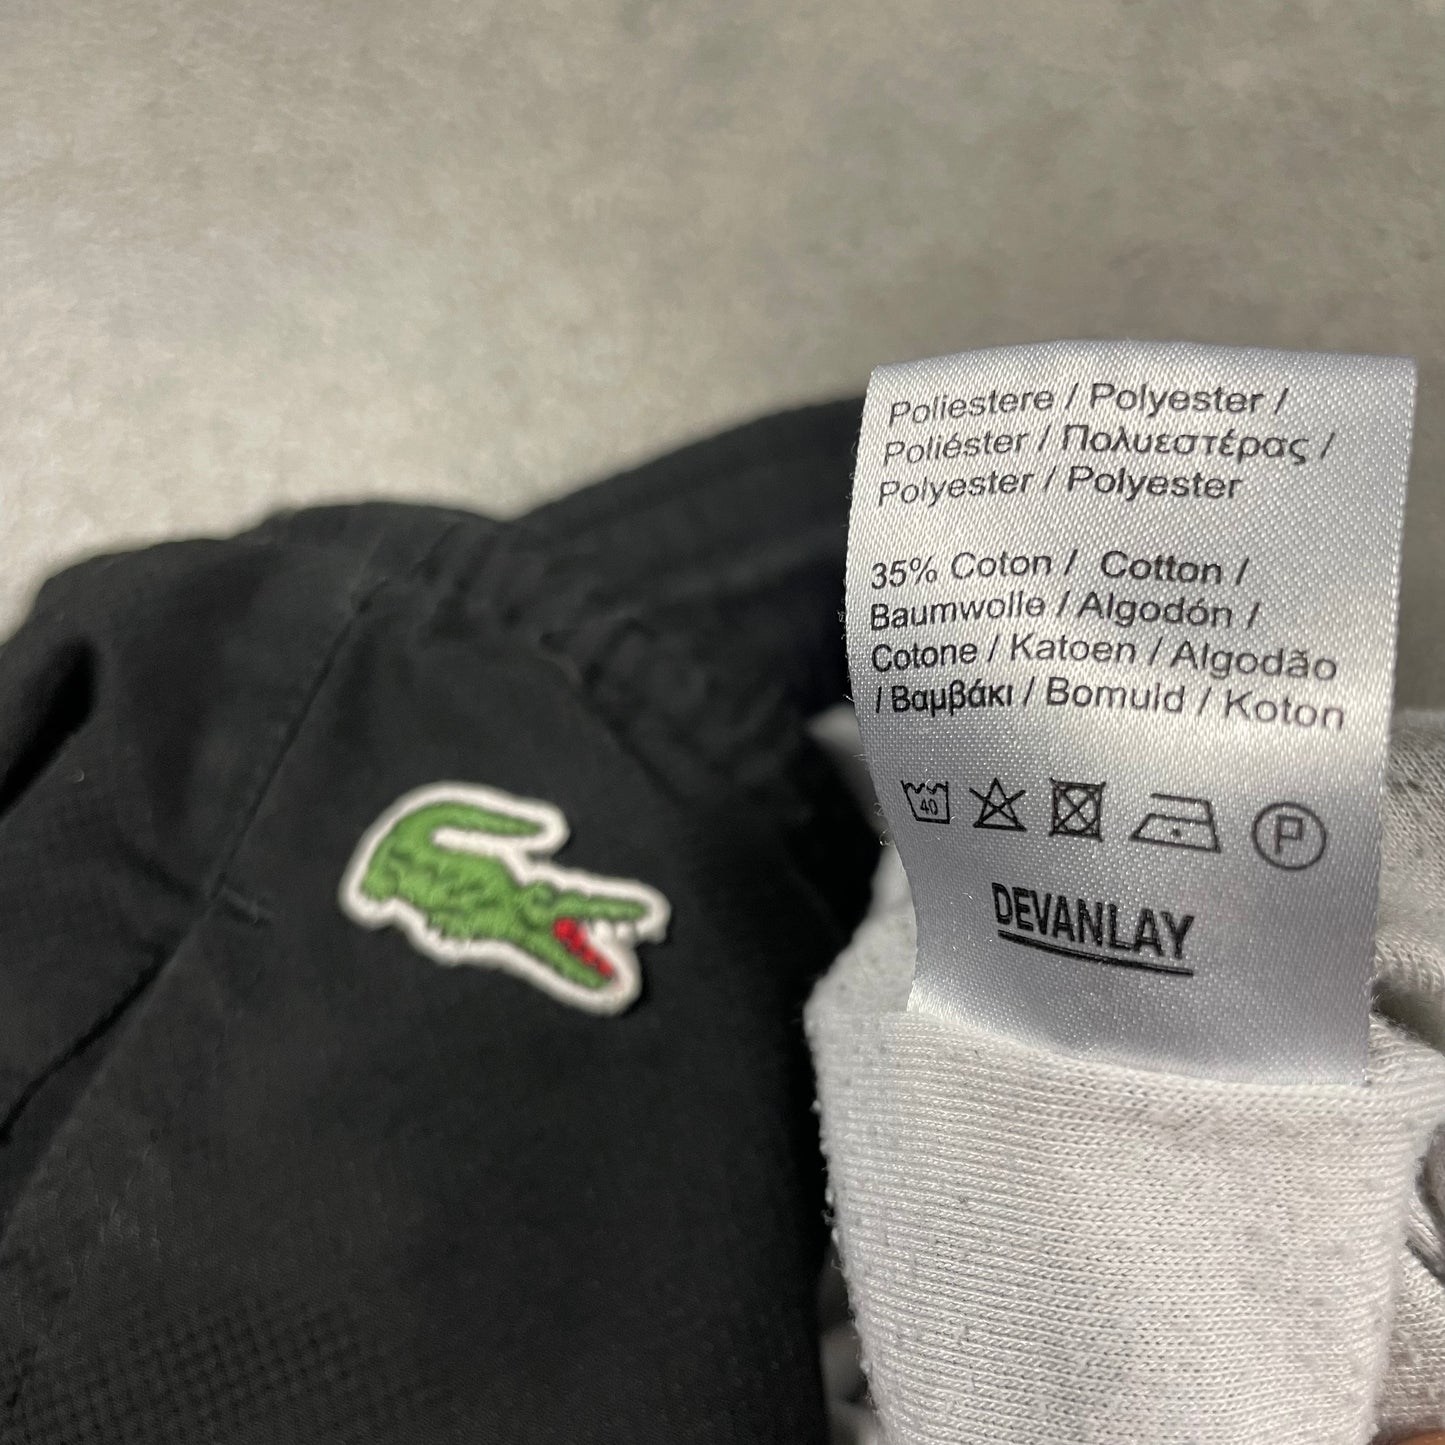 Poliestere / Polyester /
Poliéster / Πολυεστέρας /
Polyester / Polyester
35% Coton / Cotton /
Baumwolle / Algodón /
Cotone / Katoen / Algodão
/ Βαμβάκι / Bomuld / Koton
40 P
DEVANLAY